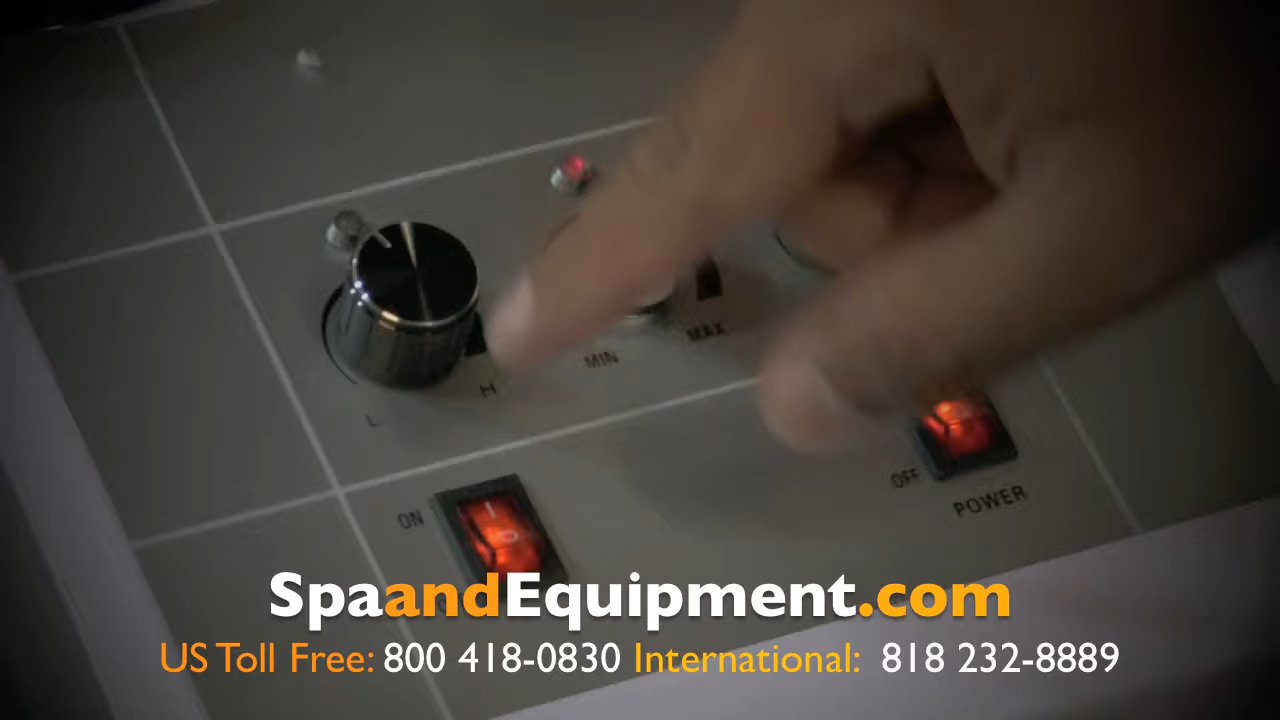 MAX
MIN
H
L
OFF
POWER
ON
SpaandEquipment.com
US Toll Free: 800 418-0830 International: 818 232-8889